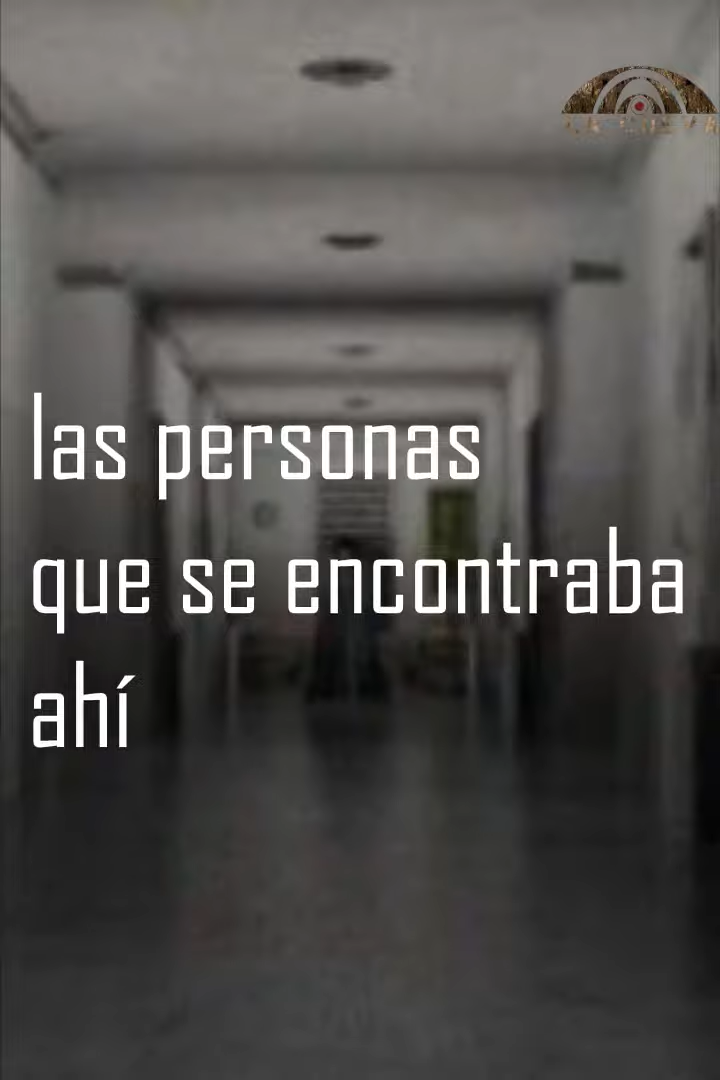 las personas
que se encontraba
ahí